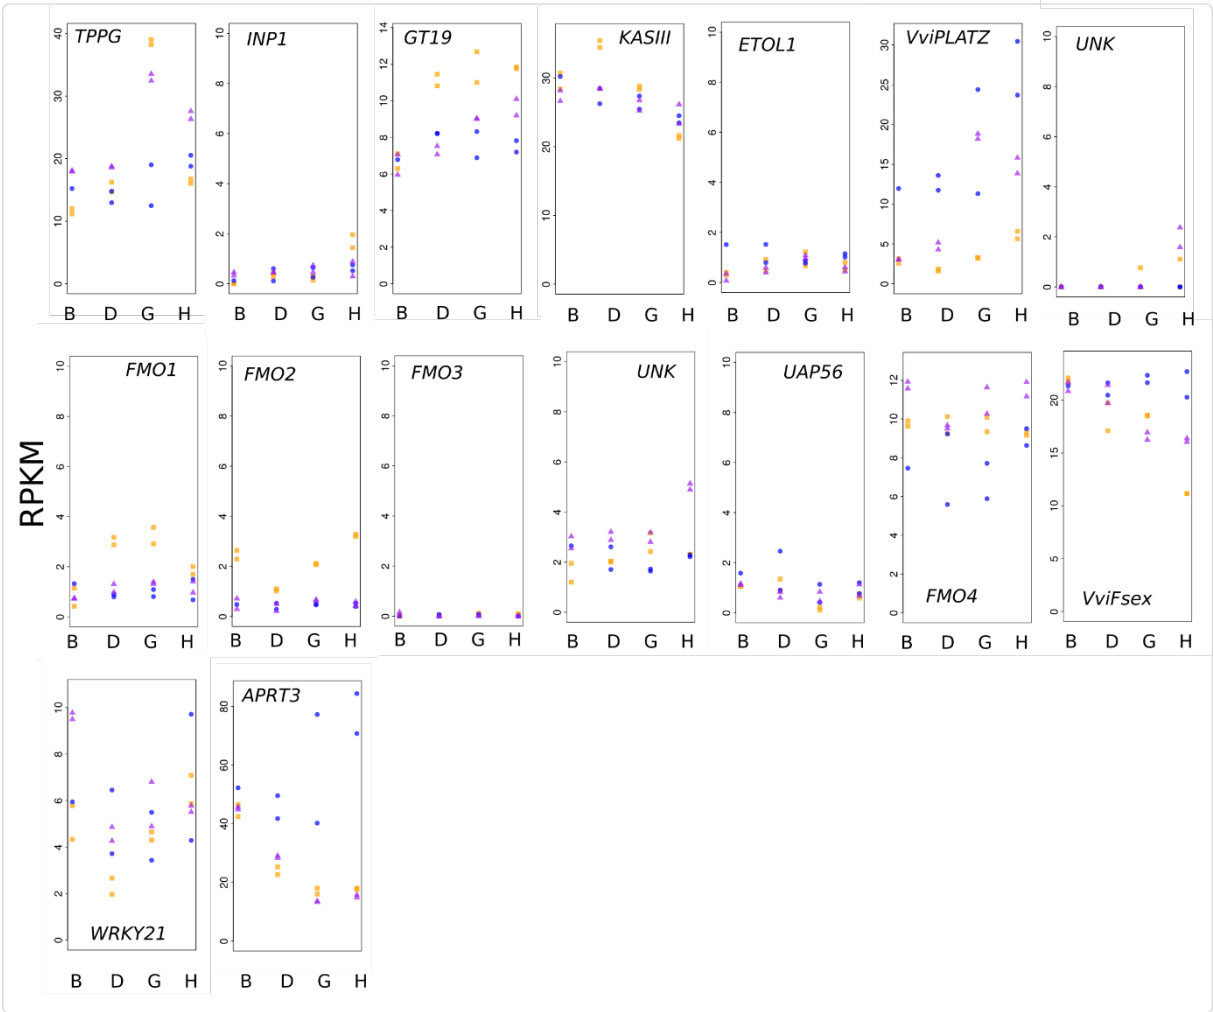 TPPG INP1 GT19 KASIII ETOL1 VviPLATZ UNK
0 10 20 30 40
0 2 4 6 8 10
0 2 4 6 8 10 12 14
0 10 20 30
0 2 4 6 8 10
0 5 10 15 20 25 30
0 2 4 6 8 10
B D G H B D G H B D G H B D G H B D G H B D G H B D G H
RPKM
FMO1 FMO2 FMO3 UNK UAP56 FMO4 VviFsex
0 2 4 6 8 10
0 2 4 6 8 10
0 2 4 6 8 10
0 2 4 6 8 10
0 2 4 6 8 10
0 2 4 6 8 10 12
0 5 10 15 20
B D G H B D G H B D G H B D G H B D G H B D G H B D G H
WRKY21 APRT3
0 2 4 6 8 10
0 20 40 60 80
B D G H B D G H